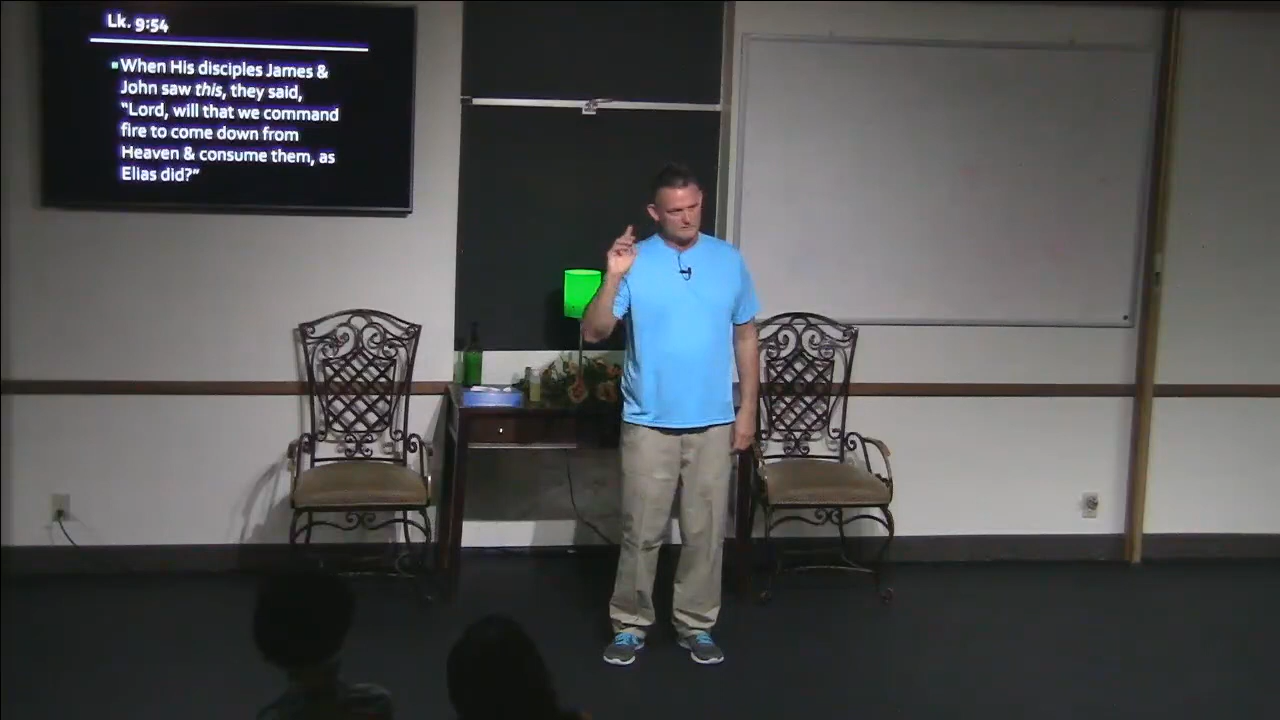 Lk. 9:54
When His disciples James &
John saw this, they said,
"Lord, will that we command
fire to come down from
Heaven & consume them, as
Elias did?"